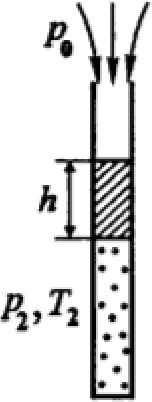 p₀
h
p₂, T₂